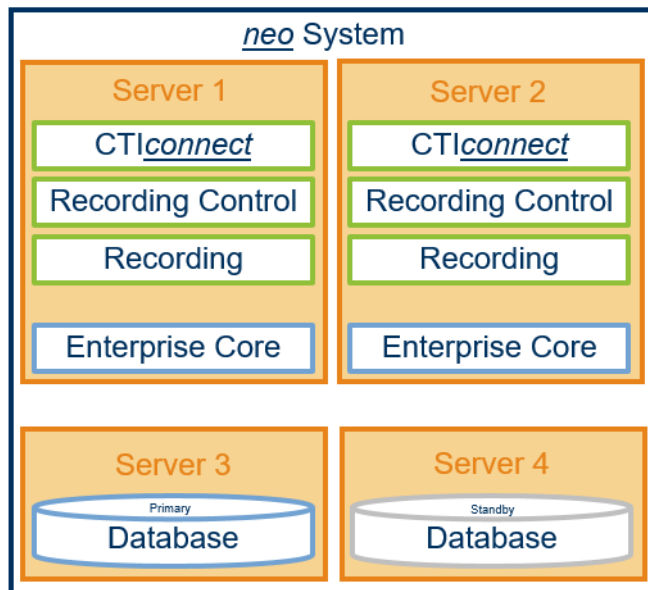 neo System
Server 1
CTIconnect
Recording Control
Recording
Enterprise Core
Server 2
CTIconnect
Recording Control
Recording
Enterprise Core
Server 3
Primary
Database
Server 4
Standby
Database